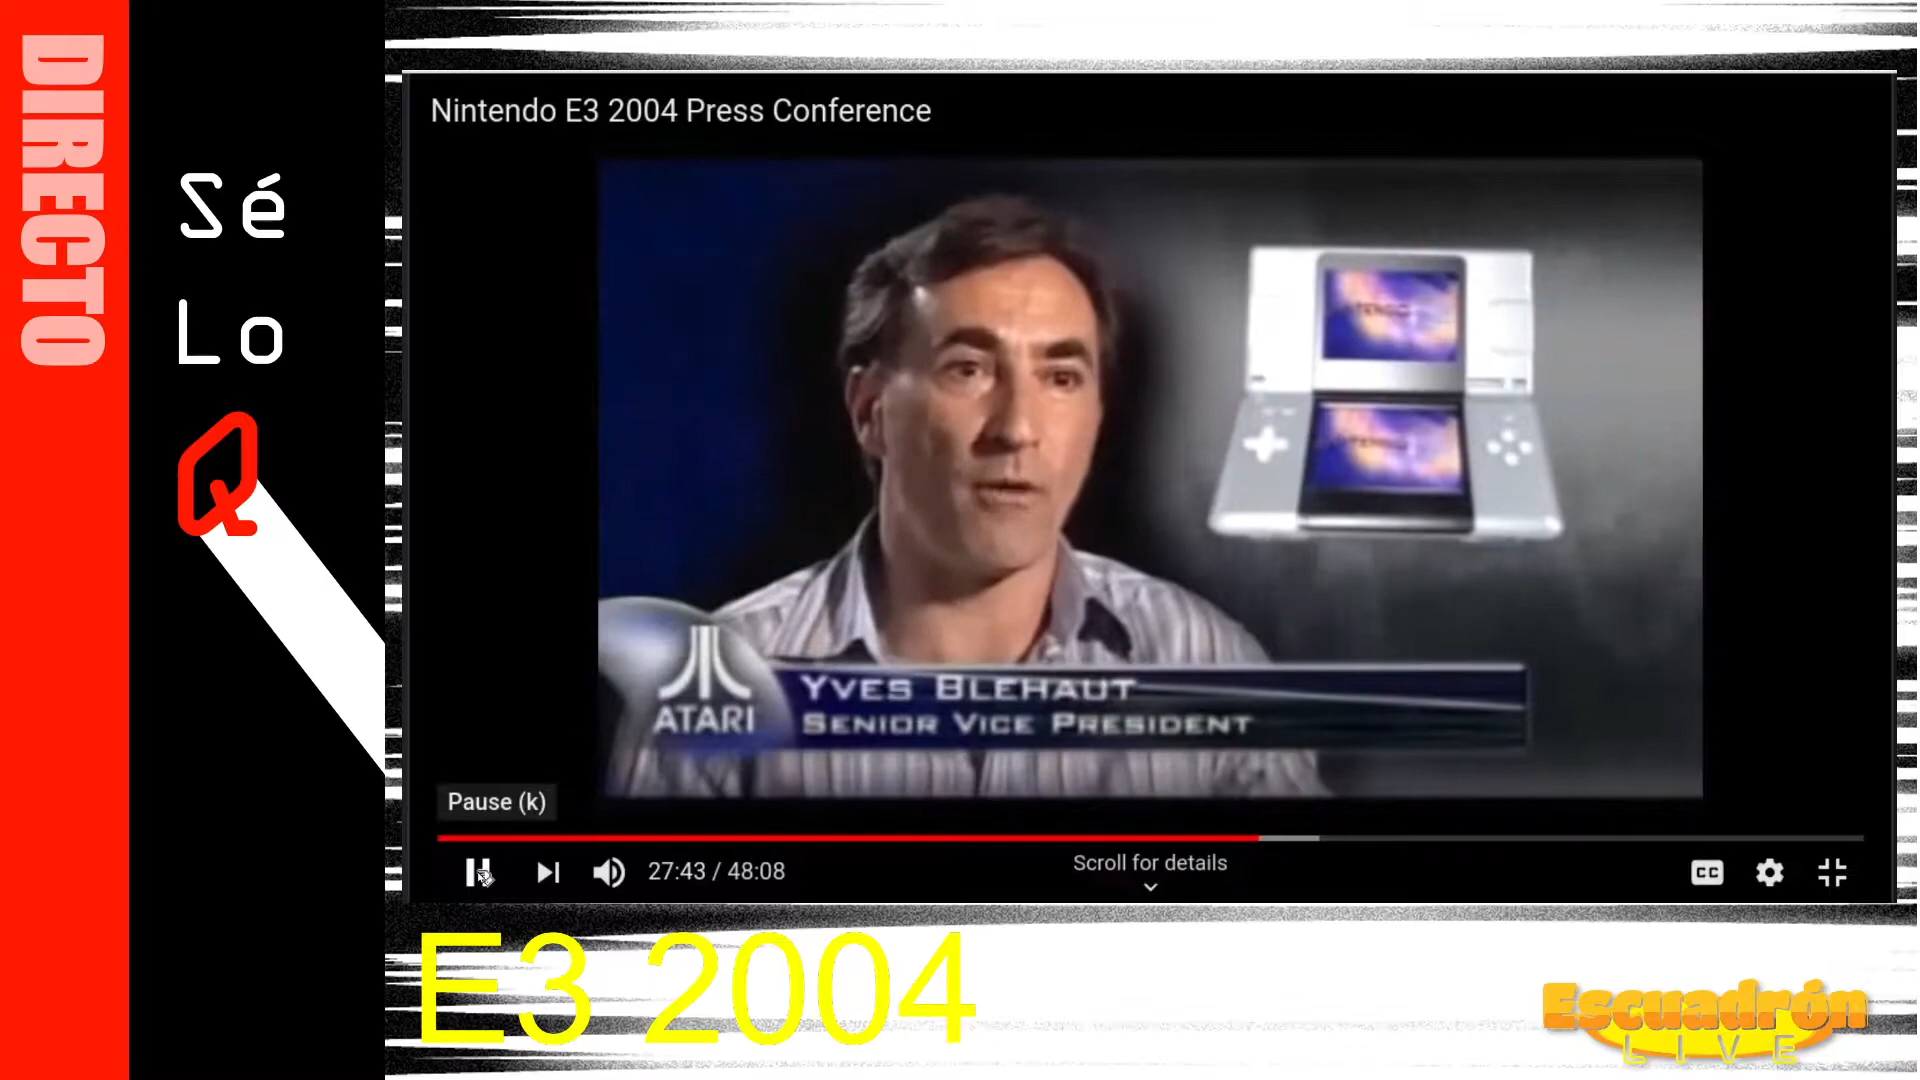 DIRECTO
Sé
Lo
Q
Nintendo E3 2004 Press Conference
ATARI
YVES BLEHAUT
SENIOR VICE PRESIDENT
Pause (k)
27:43 / 48:08
Scroll for details
CC
E3 2004
Escuadrón
LIVE